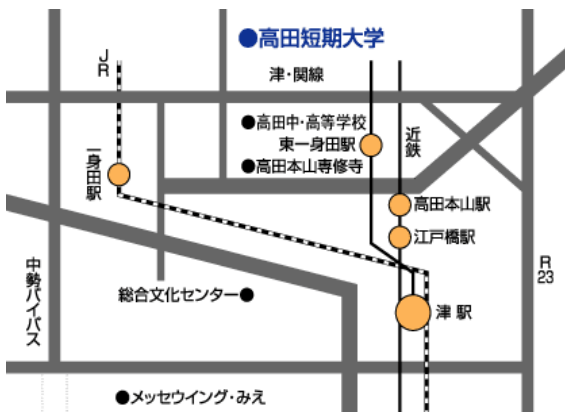 ●高田短期大学
JR
津・関線
●高田中・高等学校
東一身田駅
●高田本山専修寺
近鉄
一身田駅
高田本山駅
江戸橋駅
中勢バイパス
総合文化センター●
R23
津駅
●メッセウイング・みえ